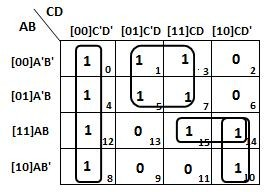 CD
AB
[00]C'D' [01]C'D [11]CD [10]CD'
[00]A'B' 1 0 1 1 1 3 0 2
[01]A'B 1 4 1 5 1 7 0 6
[11]AB 1 12 0 13 1 15 1 14
[10]AB' 1 8 0 9 0 11 1 10